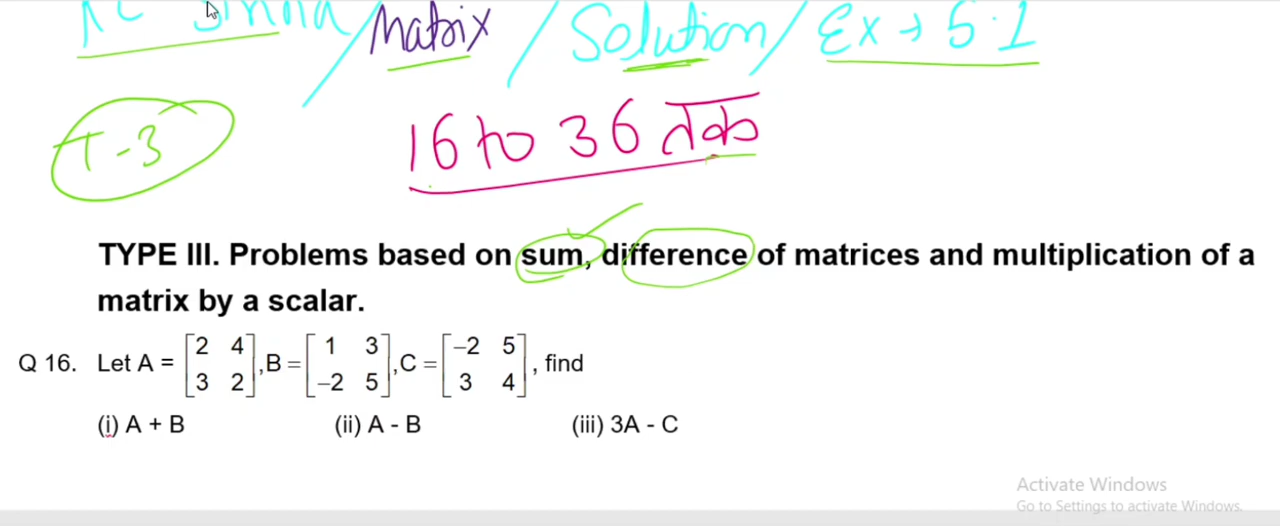 / Matrix / Solution / Ex → 5.1
T-3
16 to 36 तक
TYPE III. Problems based on sum, difference of matrices and multiplication of a
matrix by a scalar.
Q 16. Let A = [2 4 3 2], B = [1 3 –2 5], C = [–2 5 3 4], find
(i) A + B (ii) A - B (iii) 3A - C
Activate Windows
Go to Settings to activate Windows.